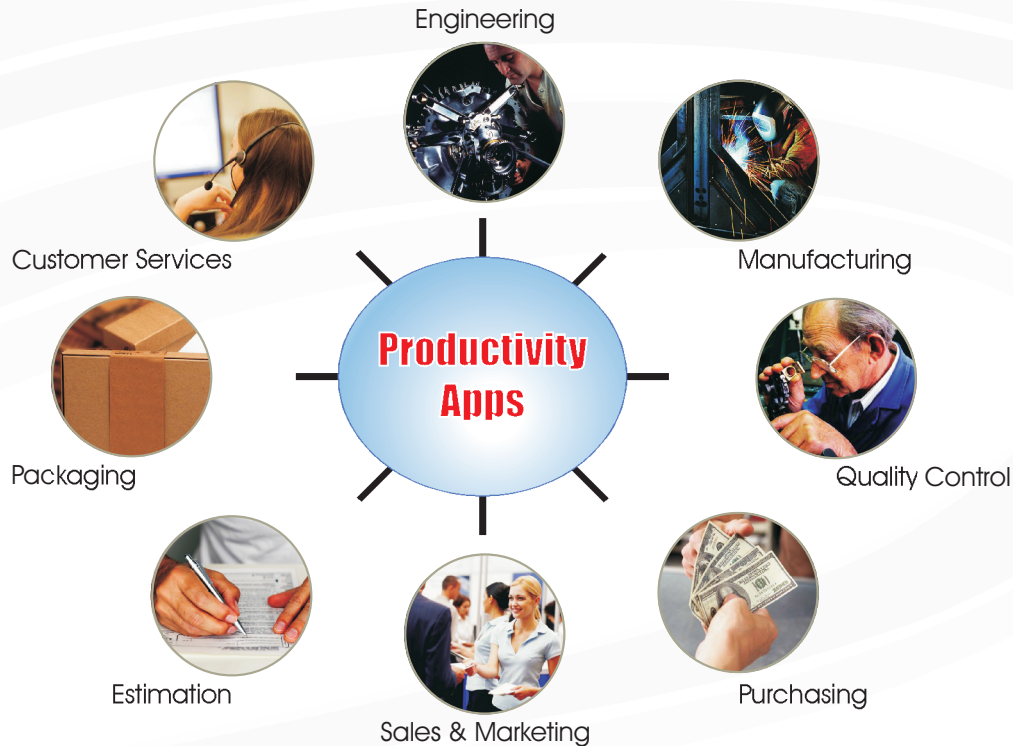 Engineering
Customer Services
Manufacturing
Productivity
Apps
Packaging
Quality Control
Estimation
Purchasing
Sales & Marketing